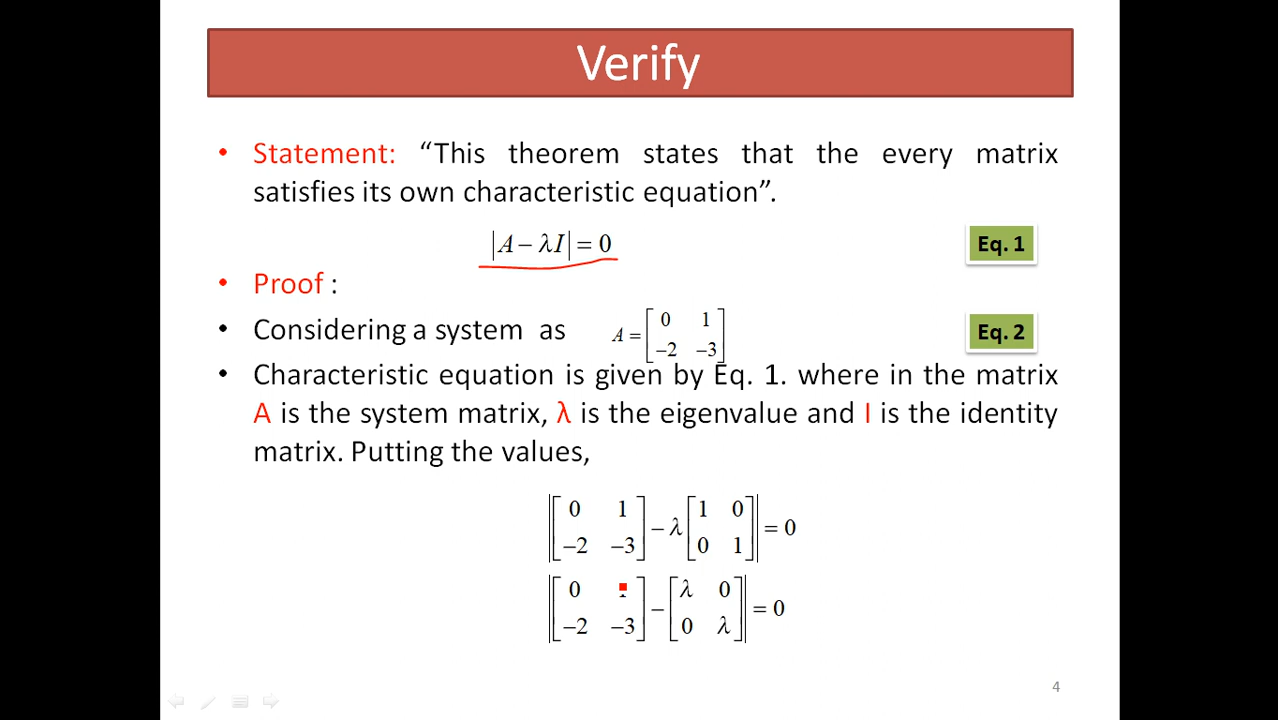 Verify
• Statement: “This theorem states that the every matrix
satisfies its own characteristic equation”.
|A − λI| = 0 Eq. 1
• Proof :
• Considering a system as A = [0 1; −2 −3] Eq. 2
• Characteristic equation is given by Eq. 1. where in the matrix
A is the system matrix, λ is the eigenvalue and I is the identity
matrix. Putting the values,
|[0 1; −2 −3] − λ[1 0; 0 1]| = 0
|[0 ; −2 −3] − [λ 0; 0 λ]| = 0
4